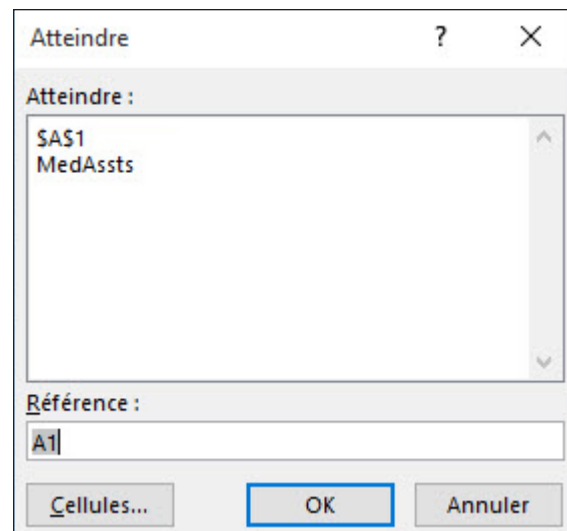 Atteindre ? ×
Atteindre :
$A$1
MedAssts
Référence :
A1
Cellules... OK Annuler